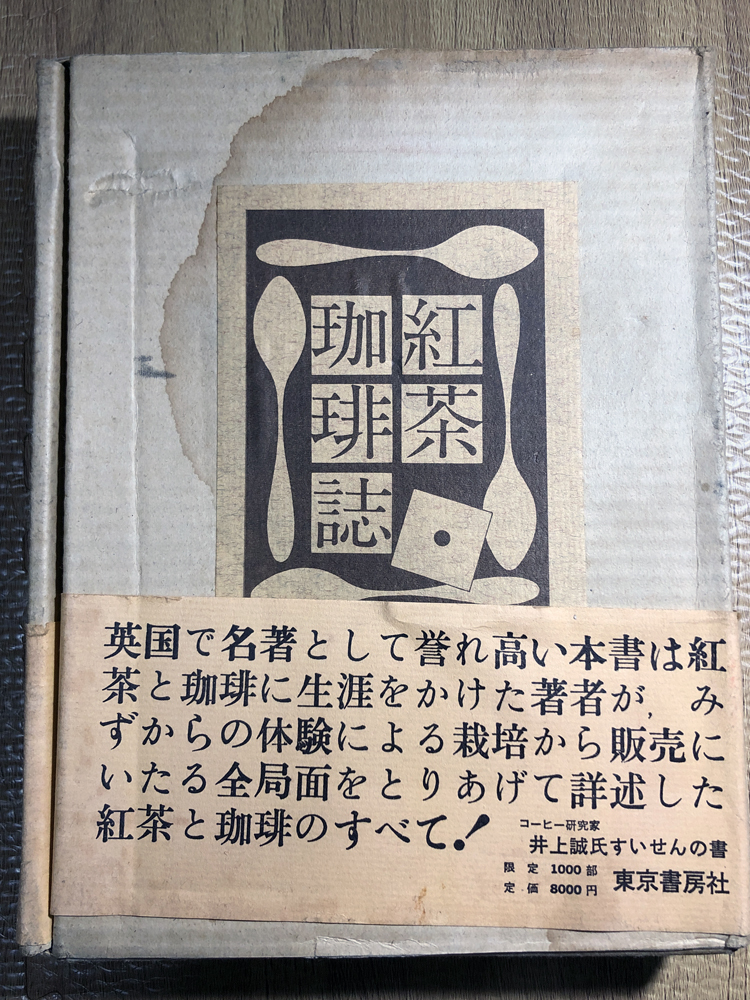 紅茶
珈琲誌
英国で名著として誉れ高い本書は紅
茶と珈琲に生涯をかけた著者が，み
ずからの体験による栽培から販売に
いたる全局面をとりあげて詳述した
紅茶と珈琲のすべて！
コーヒー研究家
井上誠氏すいせんの書
限定 1000部
定価 8000円
東京書房社